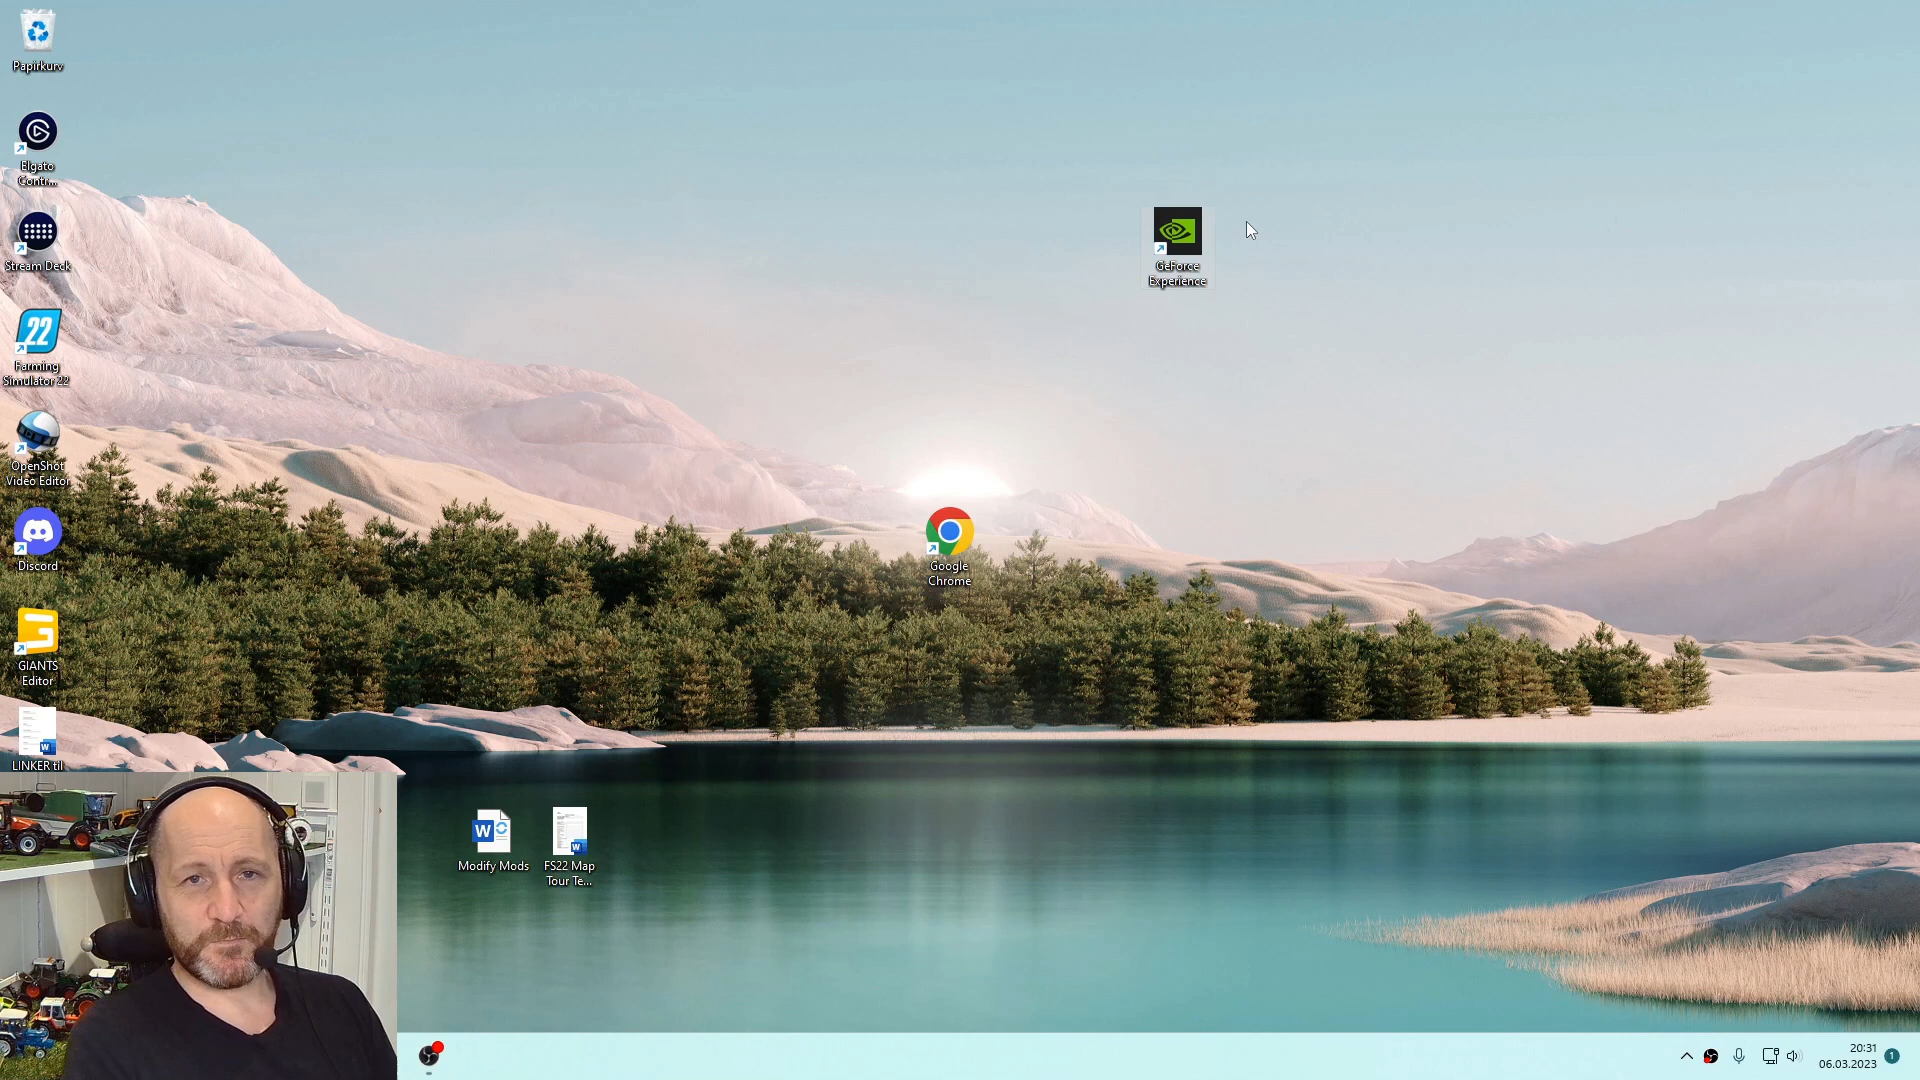 Papirkurv
Elgato
Contr...
Stream Deck
22
Farming
Simulator 22
OpenShot
Video Editor
Discord
GIANTS
Editor
W
LINKER til
GeForce
Experience
Google
Chrome
W
Modify Mods
W
FS22 Map
Tour Te...
20:31
06.03.2023
1